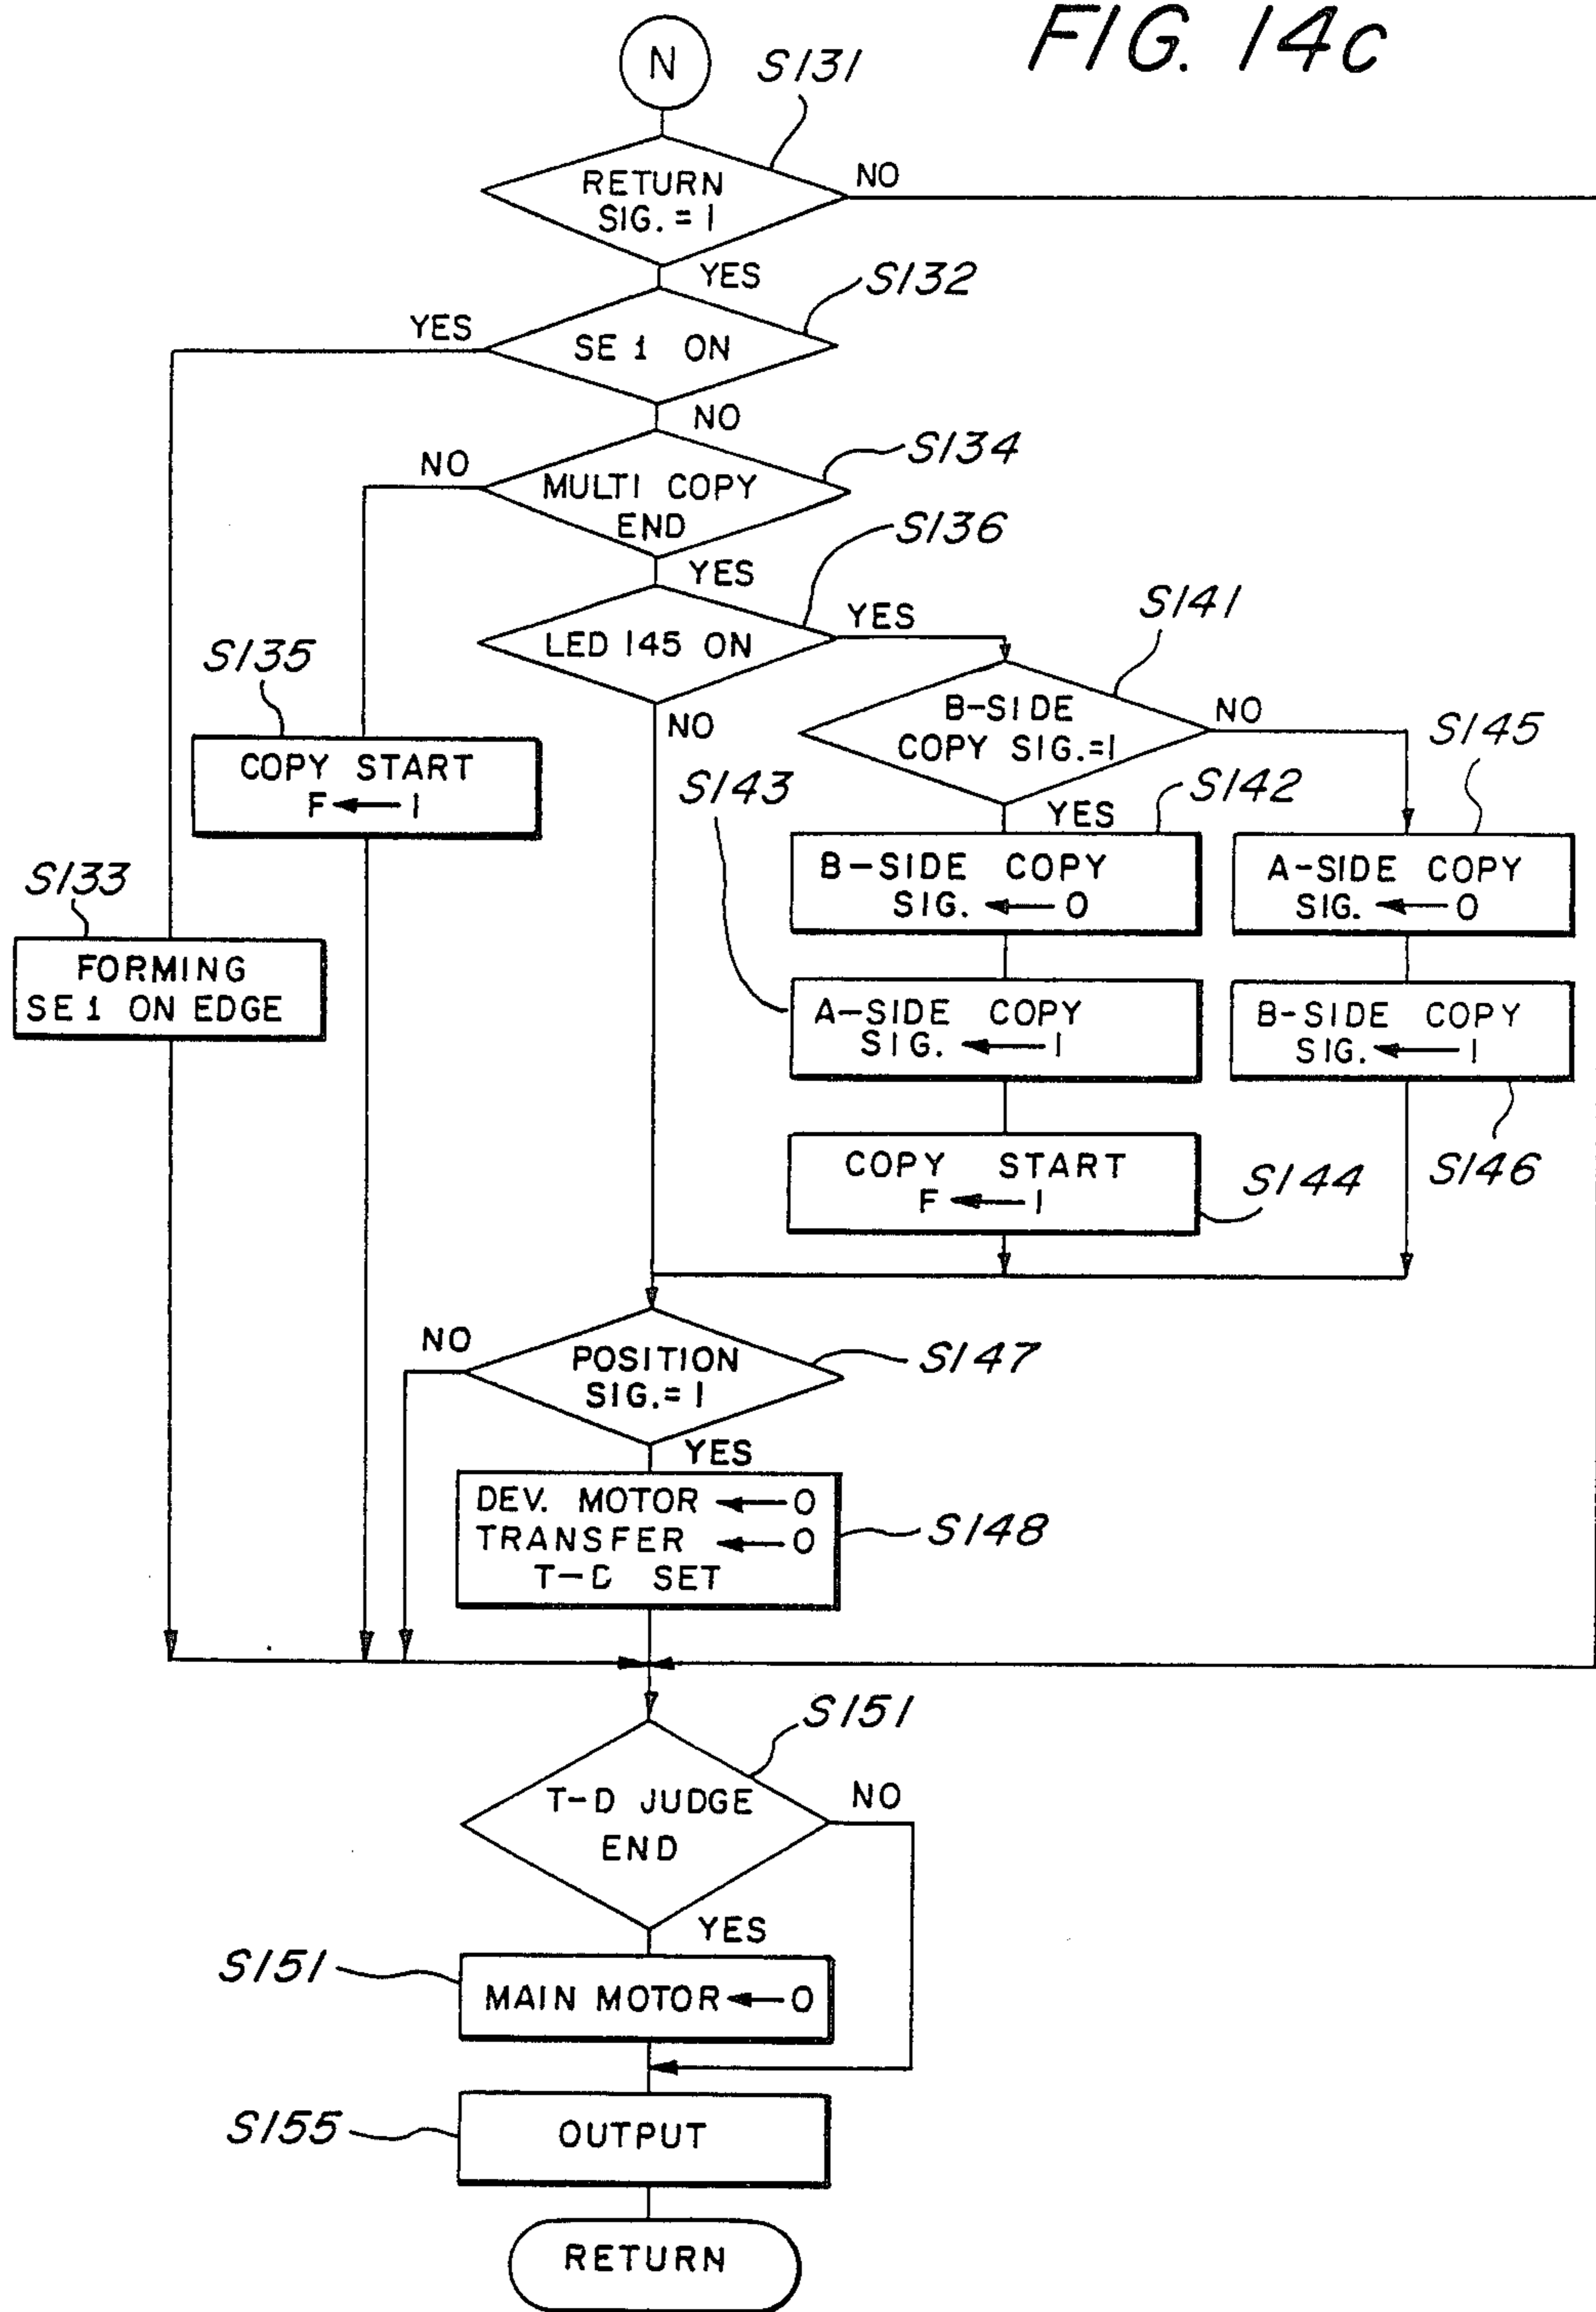 FIG. 14c
N
S131
RETURN
SIG. = 1
NO
YES
S132
YES
SE 1 ON
NO
S134
NO
MULTI COPY
END
S136
YES
YES
LED 145 ON
S141
S135
NO
B-SIDE
COPY SIG.=1
NO
S145
COPY START
F ← 1
S143
YES
S142
S133
B-SIDE COPY
SIG. ← 0
A-SIDE COPY
SIG. ← 0
FORMING
SE 1 ON EDGE
A-SIDE COPY
SIG. ← 1
B-SIDE COPY
SIG. ← 1
COPY START
F ← 1
S144
S146
NO
POSITION
SIG.= 1
S147
YES
DEV. MOTOR ← 0
TRANSFER ← 0
T-D SET
S148
S151
T-D JUDGE
END
NO
YES
S151
MAIN MOTOR ← 0
S155
OUTPUT
RETURN